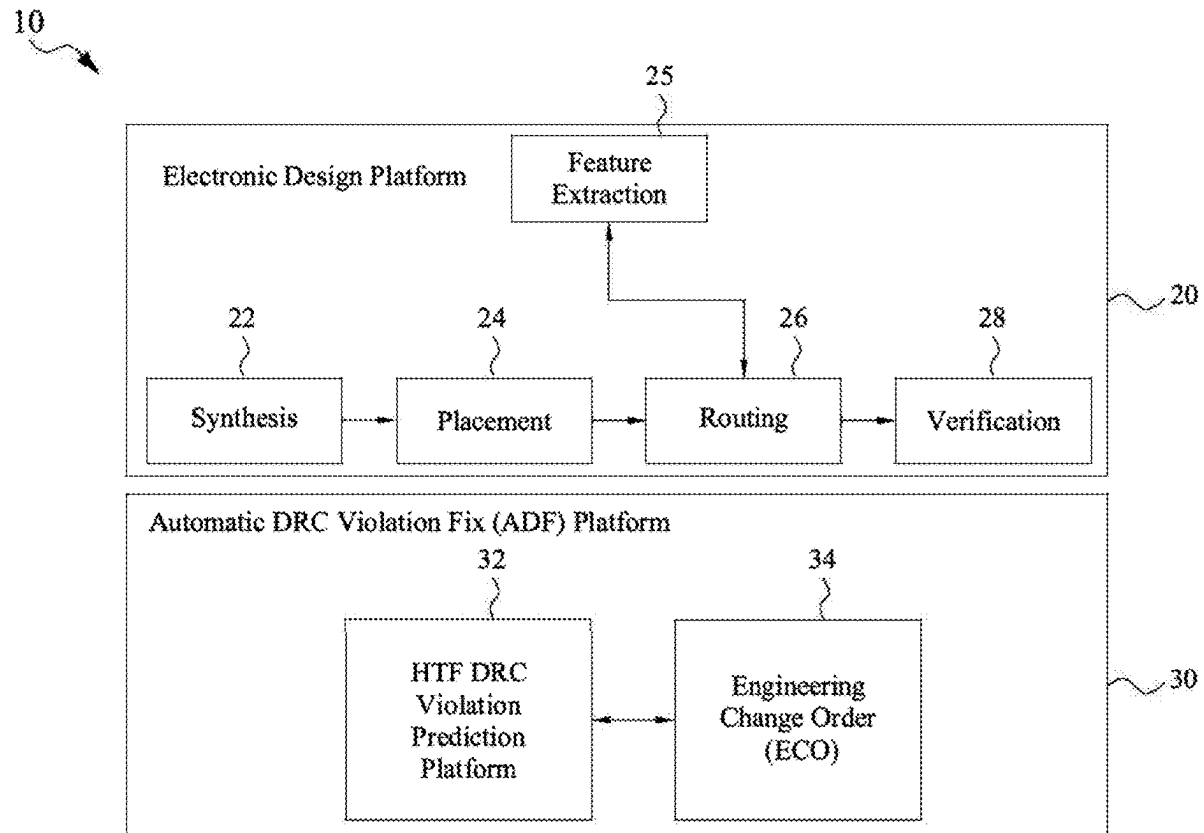 10
25
Electronic Design Platform
Feature
Extraction
20
22
24
26
28
Synthesis
Placement
Routing
Verification
Automatic DRC Violation Fix (ADF) Platform
32
34
HTF DRC
Violation
Prediction
Platform
Engineering
Change Order
(ECO)
30